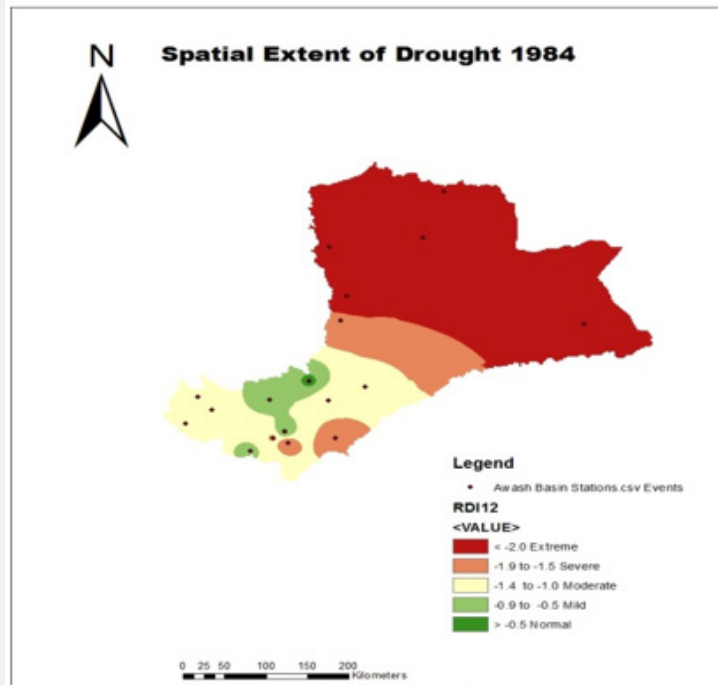 N
Spatial Extent of Drought 1984
Legend
Awash Basin Stations.csv Events
RDI12
<VALUE>
< -2.0 Extreme
-1.9 to -1.5 Severe
-1.4 to -1.0 Moderate
-0.9 to -0.5 Mild
> -0.5 Normal
0 25 50 100 150 200
Kilometers